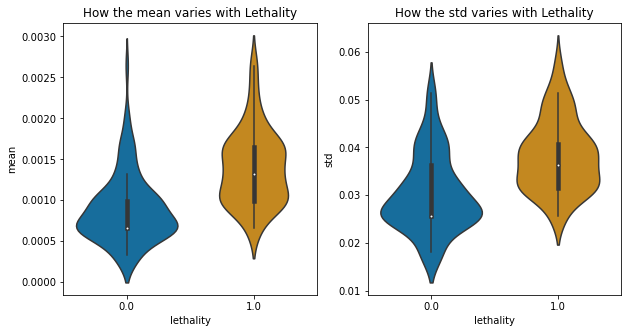 How the mean varies with Lethality
mean
0.0030
0.0025
0.0020
0.0015
0.0010
0.0005
0.0000
0.0
1.0
lethality
How the std varies with Lethality
std
0.06
0.05
0.04
0.03
0.02
0.01
0.0
1.0
lethality